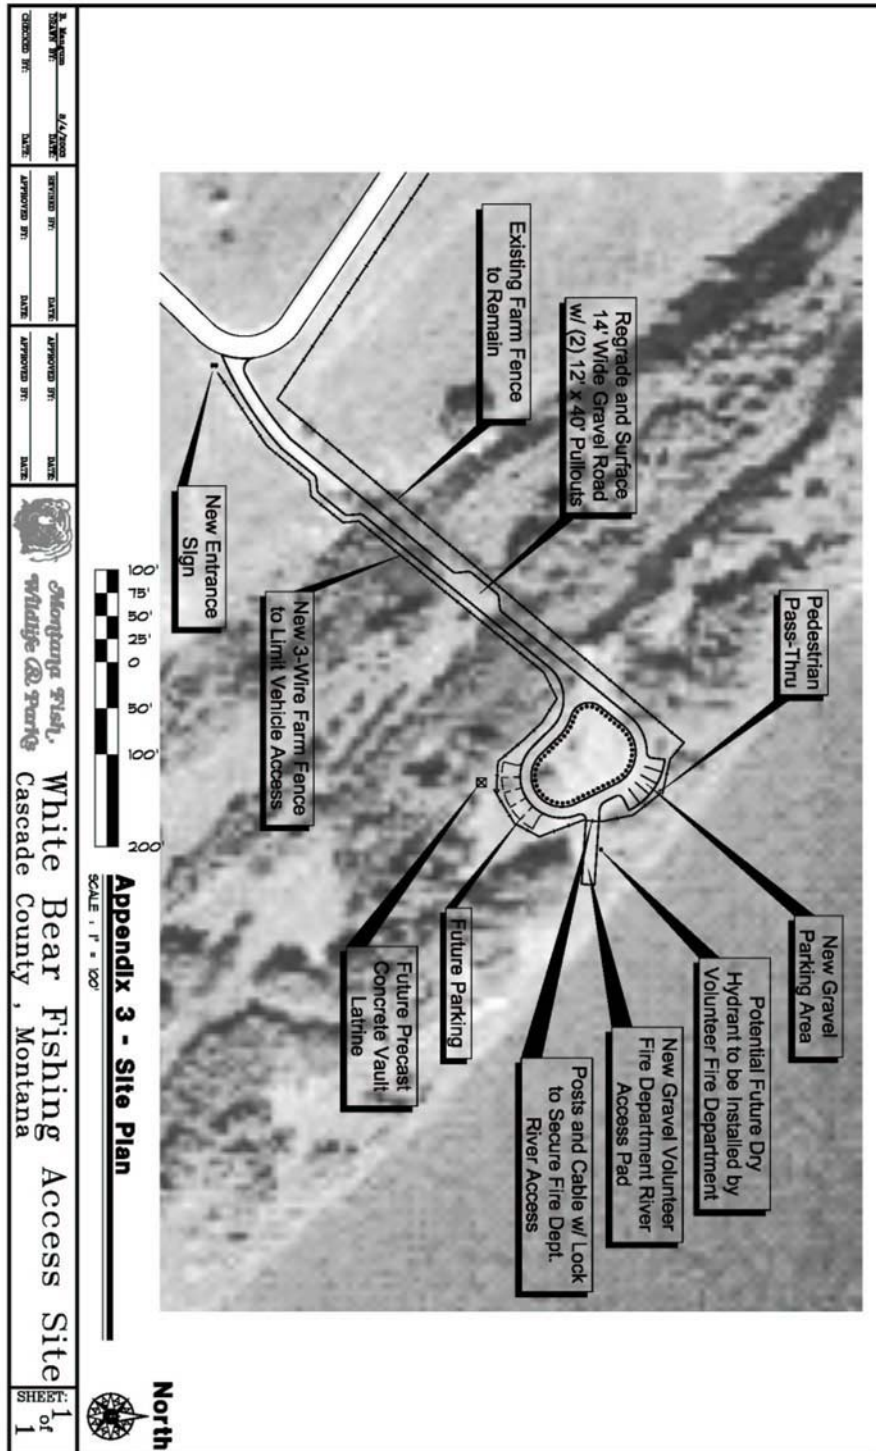 Existing Farm Fence
to Remain
Regrade and Surface
14' Wide Gravel Road
w/ (2) 12' x 40' Pullouts
Pedestrian
Pass-Thru
New Gravel
Parking Area
Potential Future Dry
Hydrant to be Installed by
Volunteer Fire Department
New Gravel Volunteer
Fire Department River
Access Pad
Posts and Cable w/ Lock
to Secure Fire Dept.
River Access
Future Parking
Future Precast
Concrete Vault
Latrine
New 3-Wire Farm Fence
to Limit Vehicle Access
New Entrance
Sign
100' 75' 50' 25' 0 50' 100' 200'
Appendix 3 - Site Plan
SCALE : 1" = 100'
North
B. Mangum 8/4/2003
DRAWN BY: DATE:
CHECKED BY: DATE:
REVISED BY: DATE:
APPROVED BY: DATE:
APPROVED BY: DATE:
APPROVED BY: DATE:
Montana Fish,
Wildlife & Parks
White Bear Fishing Access Site
Cascade County , Montana
SHEET:
1
of
1